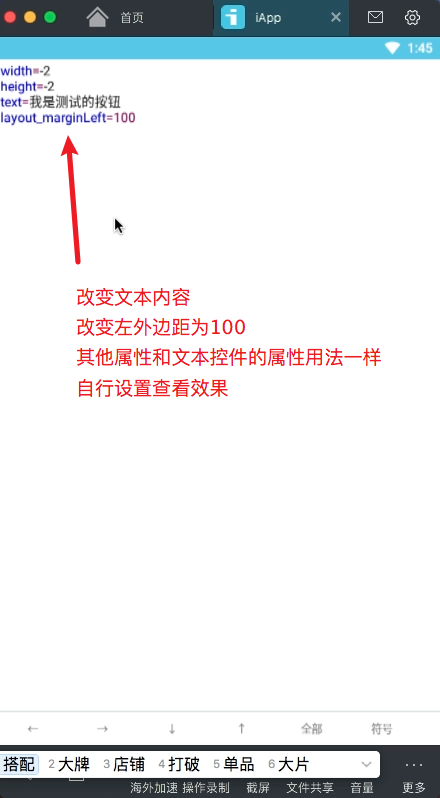 首页
iApp
1:45
width=-2
height=-2
text=我是测试的按钮
layout_marginLeft=100
改变文本内容
改变左外边距为100
其他属性和文本控件的属性用法一样
自行设置查看效果
← → ↓ ↑ 全部 符号
搭配 2大牌 3店铺 4打破 5单品 6大片
海外加速 操作录制 截屏 文件共享 音量 更多